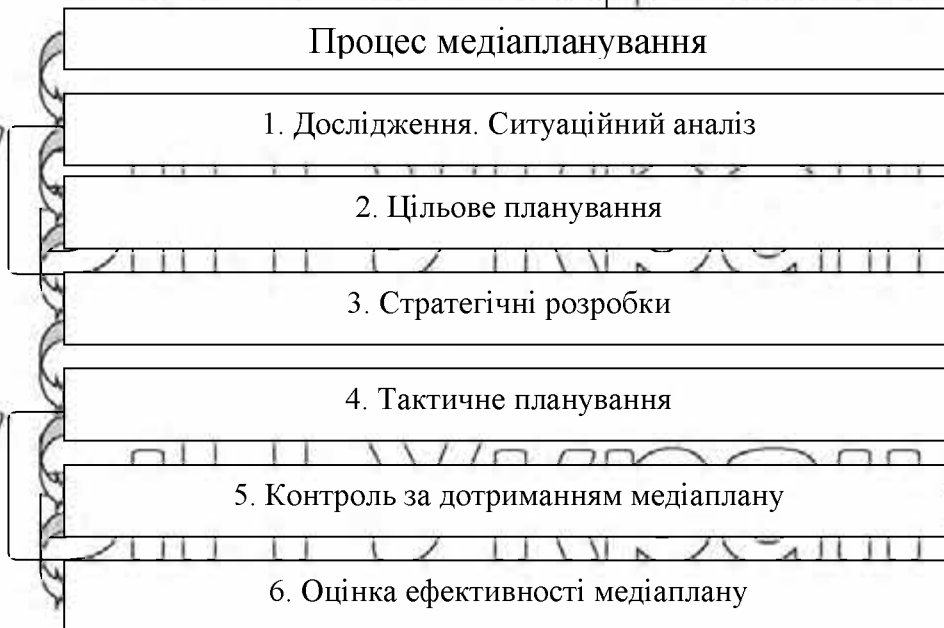 Процес медіапланування
1. Дослідження. Ситуаційний аналіз
2. Цільове планування
3. Стратегічні розробки
4. Тактичне планування
5. Контроль за дотриманням медіаплану
6. Оцінка ефективності медіаплану